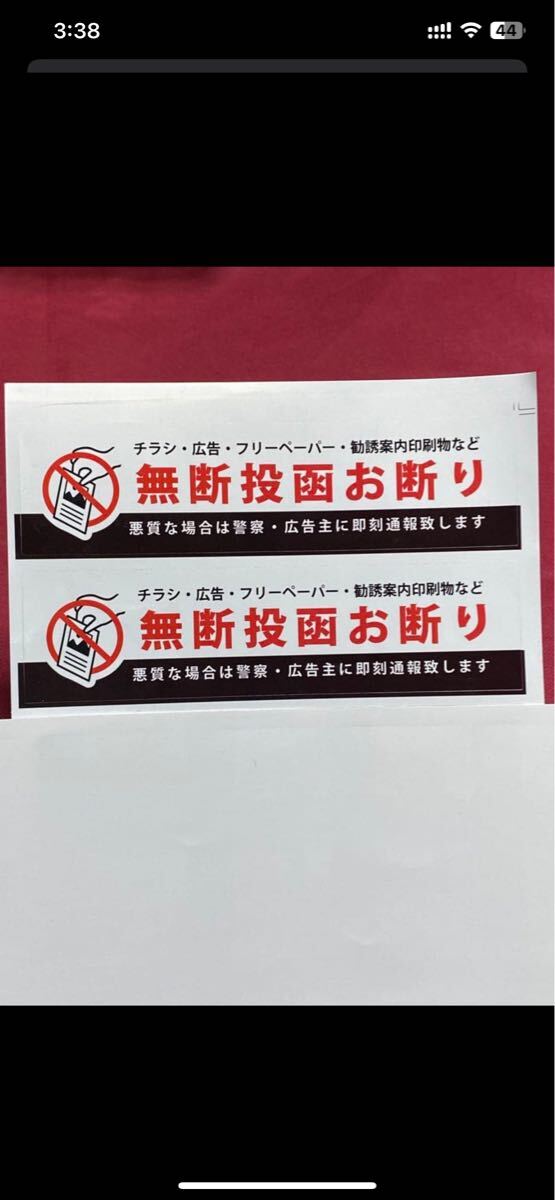 3:38
44
チラシ・広告・フリーペーパー・勧誘案内印刷物など
無断投函お断り
悪質な場合は警察・広告主に即刻通報致します
チラシ・広告・フリーペーパー・勧誘案内印刷物など
無断投函お断り
悪質な場合は警察・広告主に即刻通報致します